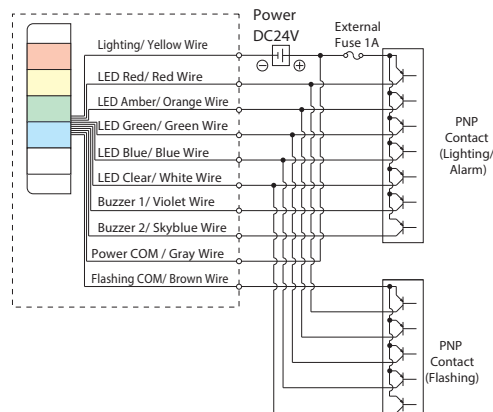 Power
DC24V
External
Fuse 1A
Lighting/ Yellow Wire
LED Red/ Red Wire
LED Amber/ Orange Wire
LED Green/ Green Wire
LED Blue/ Blue Wire
LED Clear/ White Wire
Buzzer 1/ Violet Wire
Buzzer 2/ Skyblue Wire
Power COM / Gray Wire
Flashing COM/ Brown Wire
PNP
Contact
(Lighting/
Alarm)
PNP
Contact
(Flashing)